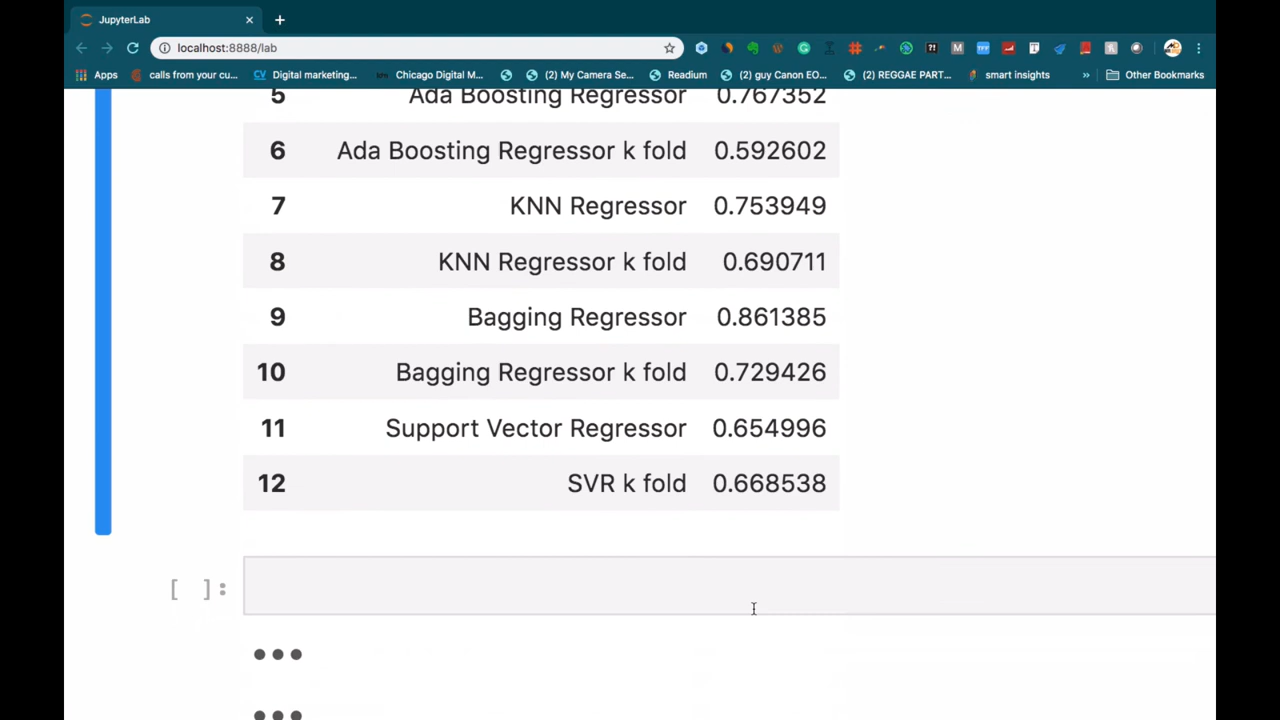 JupyterLab
localhost:8888/lab
Apps calls from your cu... CV Digital marketing... Chicago Digital M... (2) My Camera Se... Readium (2) guy Canon EO... (2) REGGAE PART... smart insights » Other Bookmarks
5 Ada Boosting Regressor 0.767352
6 Ada Boosting Regressor k fold 0.592602
7 KNN Regressor 0.753949
8 KNN Regressor k fold 0.690711
9 Bagging Regressor 0.861385
10 Bagging Regressor k fold 0.729426
11 Support Vector Regressor 0.654996
12 SVR k fold 0.668538
[ ]: